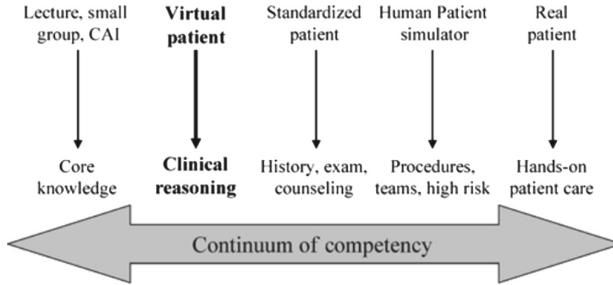 Lecture, small
group, CAI
Virtual
patient
Standardized
patient
Human Patient
simulator
Real
patient
Core
knowledge
Clinical
reasoning
History, exam,
counseling
Procedures,
teams, high risk
Hands-on
patient care
Continuum of competency